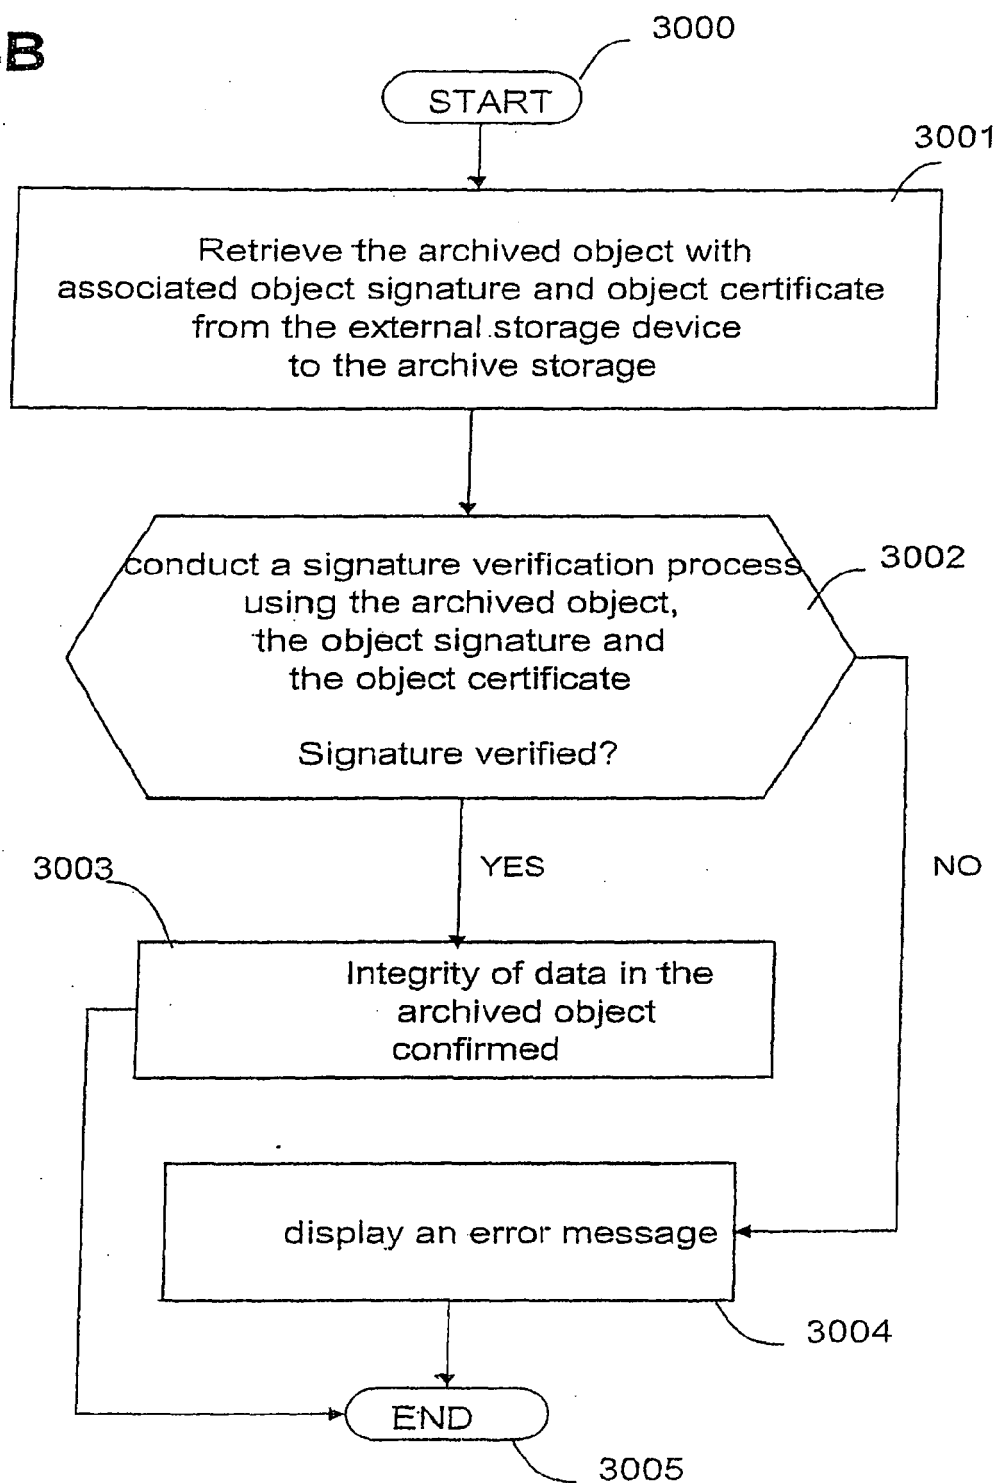 B
3000
START
3001
Retrieve the archived object with
associated object signature and object certificate
from the external storage device
to the archive storage
conduct a signature verification process
using the archived object,
the object signature and
the object certificate
Signature verified?
3002
YES
NO
3003
Integrity of data in the
archived object
confirmed
display an error message
3004
END
3005